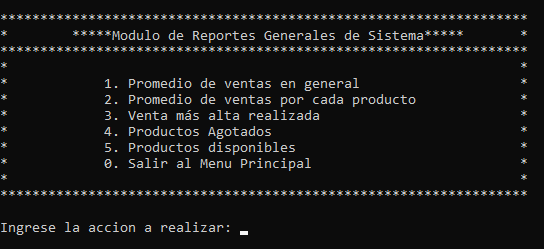 ******************************************************************
*        *****Modulo de Reportes Generales de Sistema*****       *
******************************************************************
*                                                                *
*            1. Promedio de ventas en general                    *
*            2. Promedio de ventas por cada producto             *
*            3. Venta más alta realizada                         *
*            4. Productos Agotados                               *
*            5. Productos disponibles                            *
*            0. Salir al Menu Principal                          *
*                                                                *
******************************************************************
Ingrese la accion a realizar: